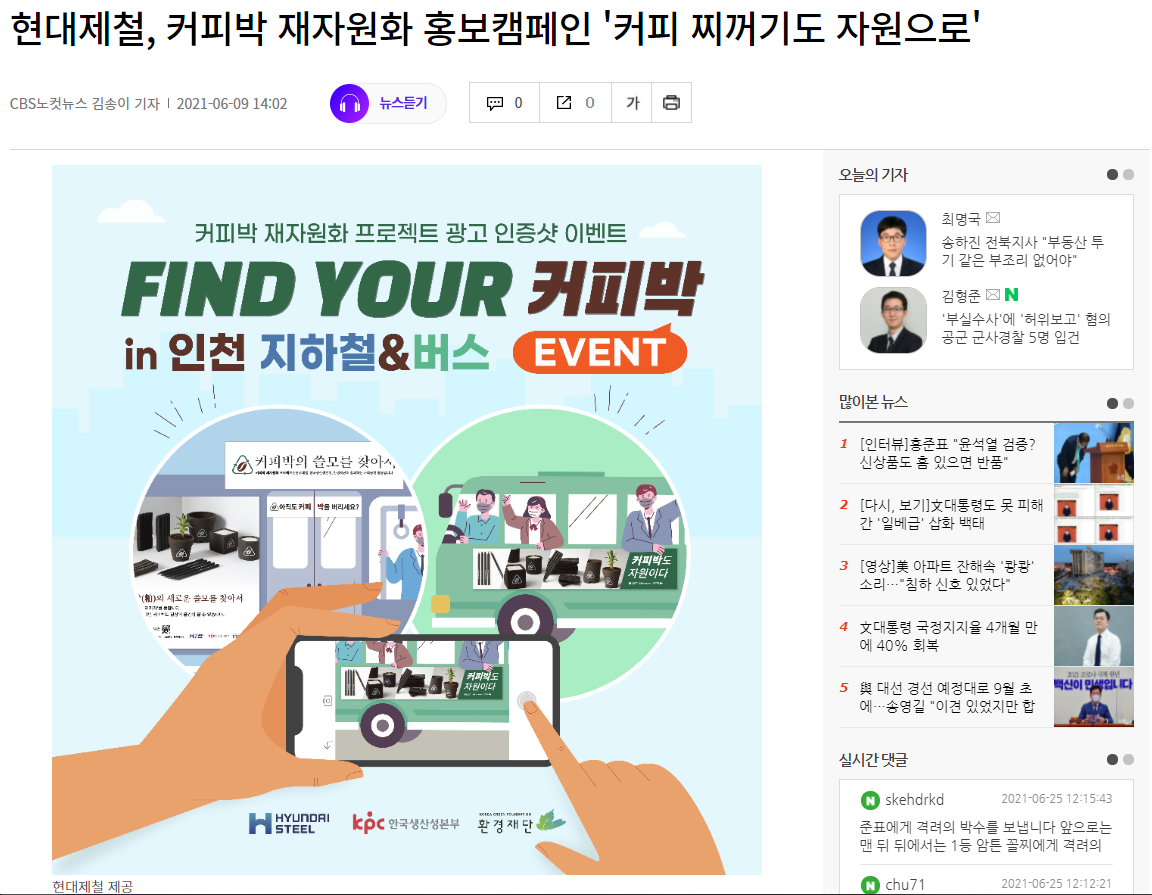 현대제철, 커피박 재자원화 홍보캠페인 '커피 찌꺼기도 자원으로'
CBS노컷뉴스 김송이 기자 | 2021-06-09 14:02
뉴스듣기
0
0
가
커피박 재자원화 프로젝트 광고 인증샷 이벤트
FIND YOUR 커피박
in 인천 지하철&버스 EVENT
커피박의 쓸모를 찾아서
아직도 커피 박을 버리세요?
의 새로운 쓸모를 찾아서
커피박도
자원이다
커피박도
자원이다
HYUNDAI
STEEL
kpc 한국생산성본부
환경재단
현대제철 제공
오늘의 기자
최명국
송하진 전북지사 "부동산 투
기 같은 부조리 없어야"
김형준 N
'부실수사'에 '허위보고' 혐의
공군 군사경찰 5명 입건
많이본 뉴스
1 [인터뷰]홍준표 "윤석열 검증?
신상품도 흠 있으면 반품"
2 [다시, 보기]文대통령도 못 피해
간 '일베급' 삽화 백태
3 [영상]美 아파트 잔해속 '쾅쾅'
소리…"침하 신호 있었다"
4 文대통령 국정지지율 4개월 만
에 40% 회복
5 與 대선 경선 예정대로 9월 초
에…송영길 "이견 있었지만 합
백신이 민생입니다
실시간 댓글
N skehdrkd 2021-06-25 12:15:43
준표에게 격려의 박수를 보냅니다 앞으로는
맨 뒤 뒤에서는 1등 암튼 꼴찌에게 격려의
N chu71 2021-06-25 12:12:21